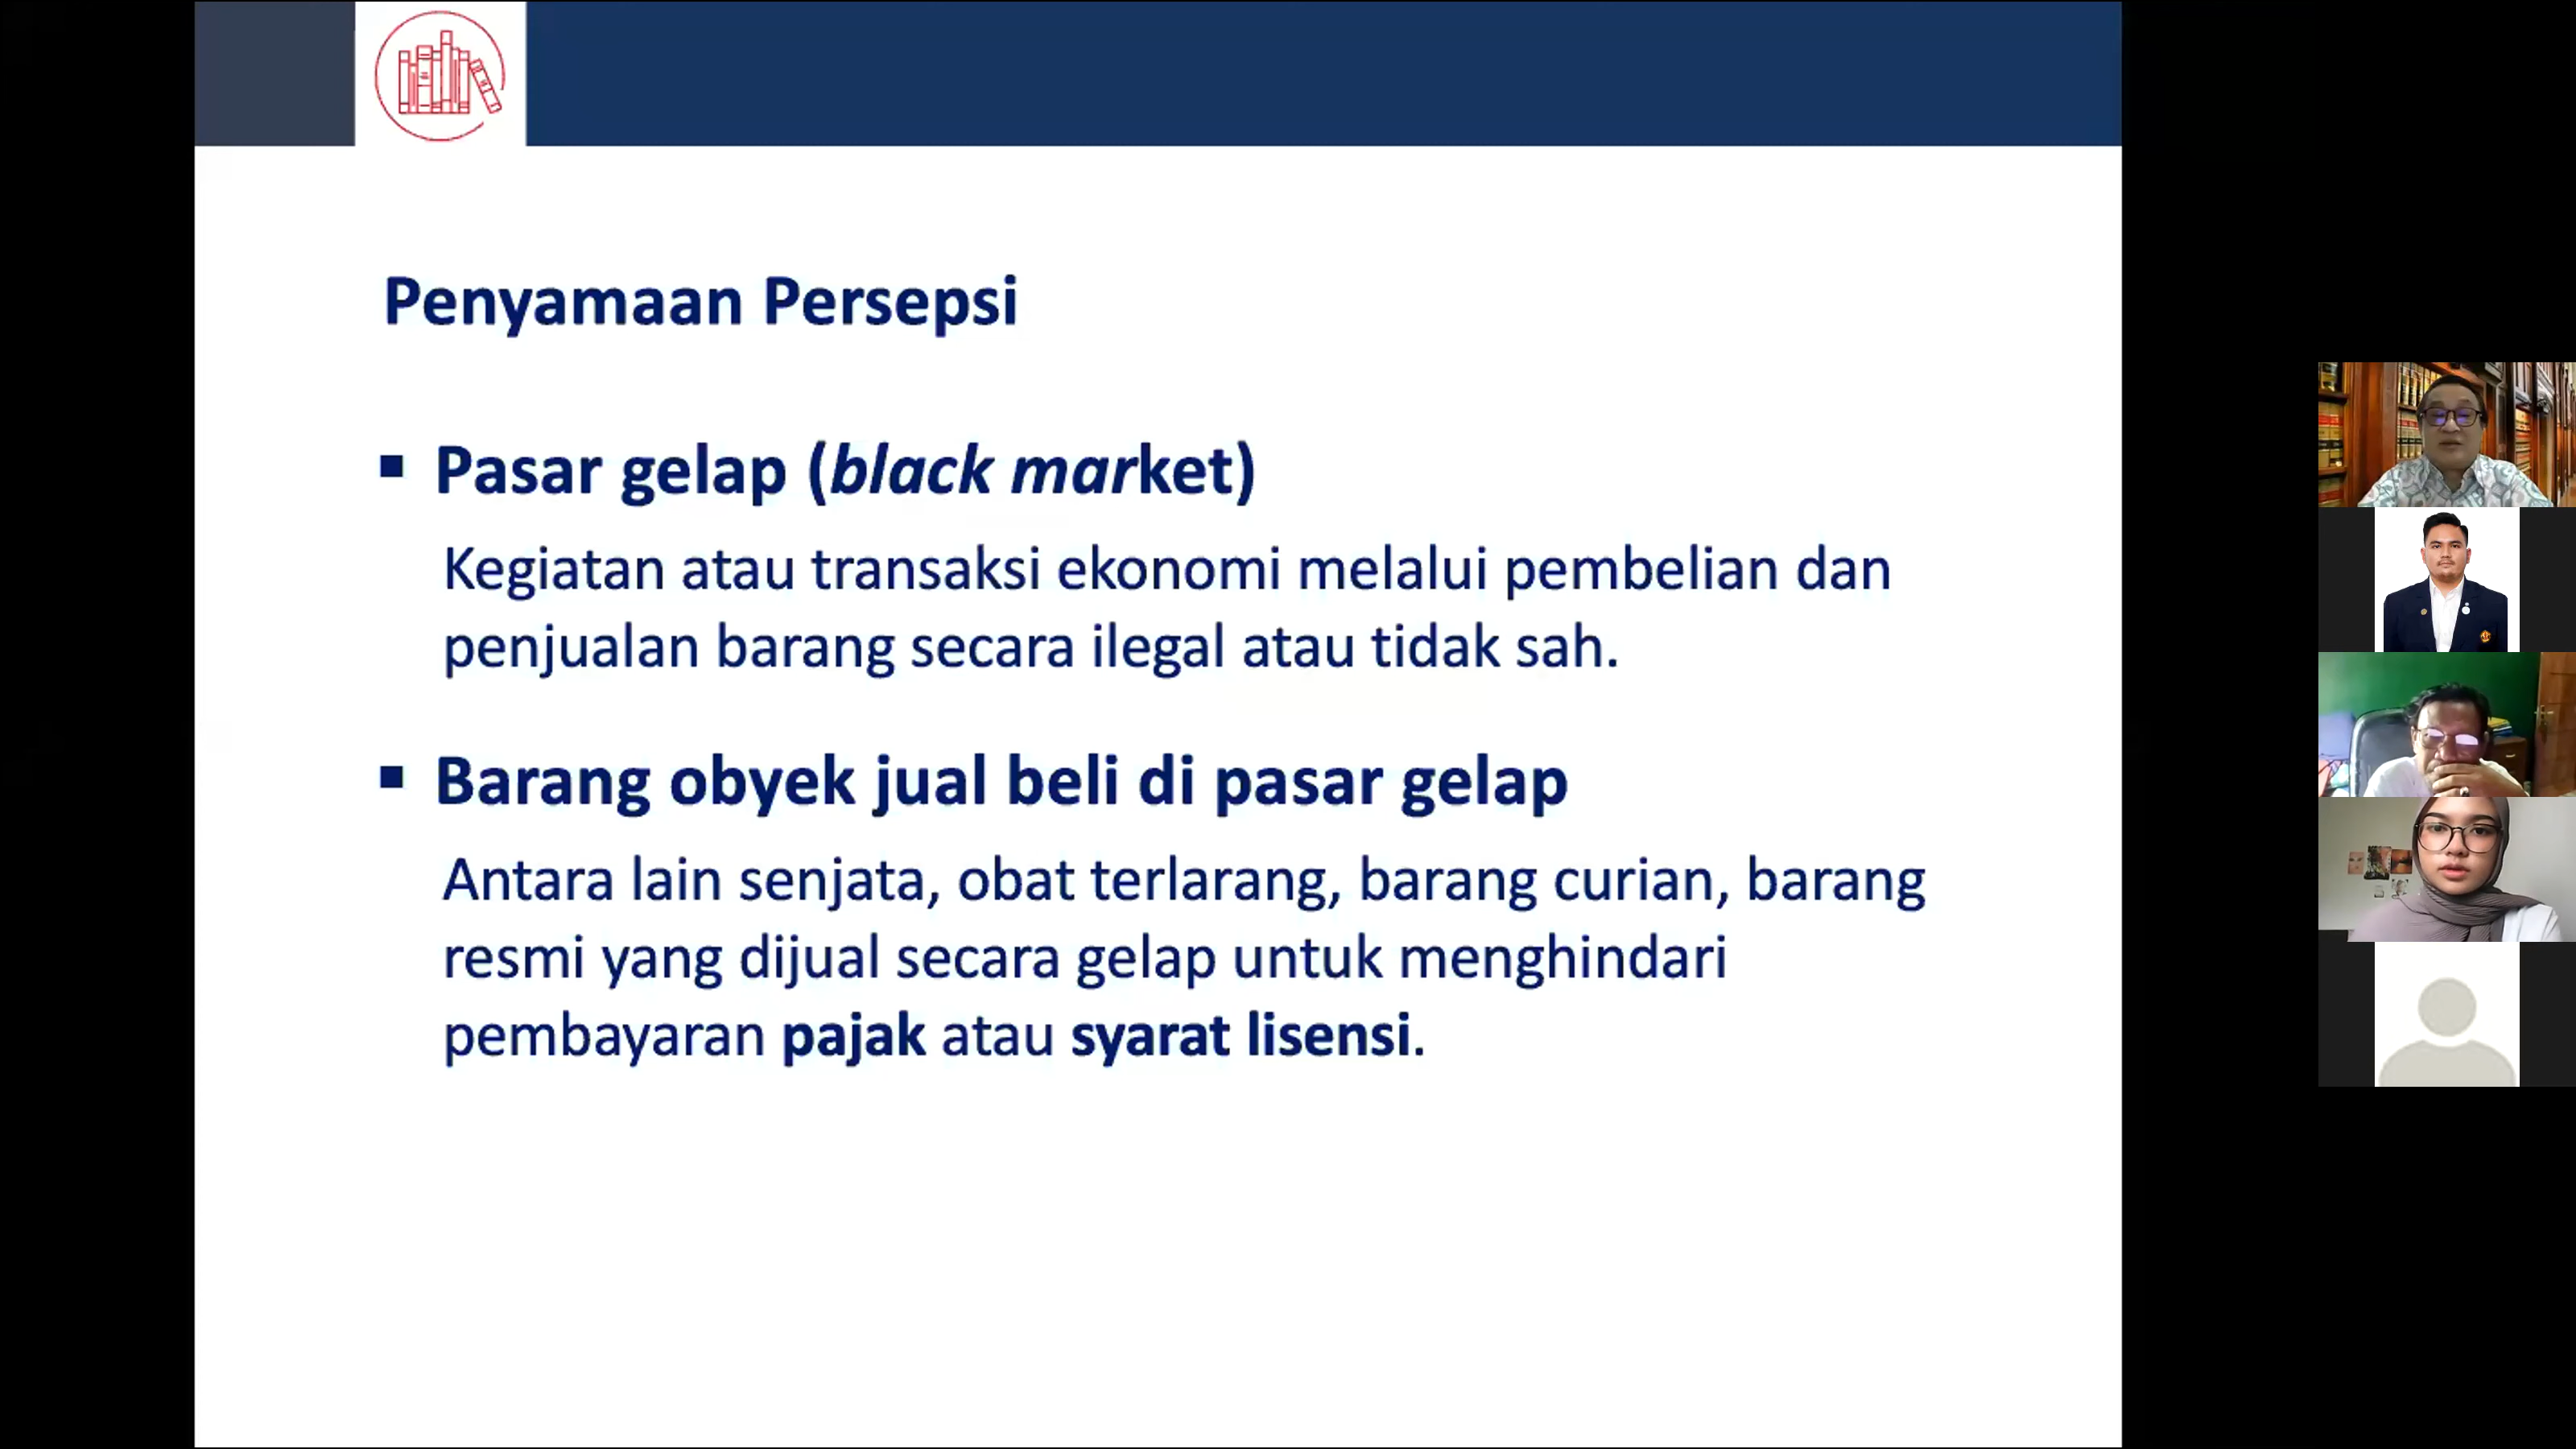 Penyamaan Persepsi
▪ Pasar gelap (black market)
Kegiatan atau transaksi ekonomi melalui pembelian dan
penjualan barang secara ilegal atau tidak sah.
▪ Barang obyek jual beli di pasar gelap
Antara lain senjata, obat terlarang, barang curian, barang
resmi yang dijual secara gelap untuk menghindari
pembayaran pajak atau syarat lisensi.